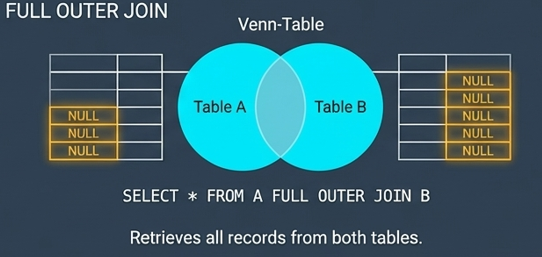 FULL OUTER JOIN
Venn-Table
Table A
Table B
NULL
NULL
NULL
NULL
NULL
NULL
NULL
NULL
SELECT * FROM A FULL OUTER JOIN B
Retrieves all records from both tables.